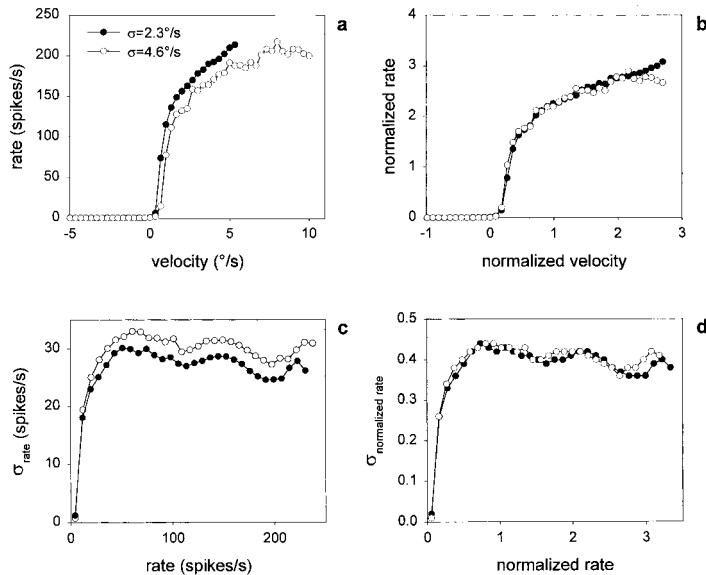 a
σ=2.3°/s
σ=4.6°/s
250
200
150
100
50
0
rate (spikes/s)
-5 0 5 10
velocity (°/s)
b
4
3
2
1
0
normalized rate
-1 0 1 2 3
normalized velocity
c
30
20
10
0
σrate (spikes/s)
0 100 200
rate (spikes/s)
d
0.5
0.4
0.3
0.2
0.1
0.0
σnormalized rate
0 1 2 3
normalized rate